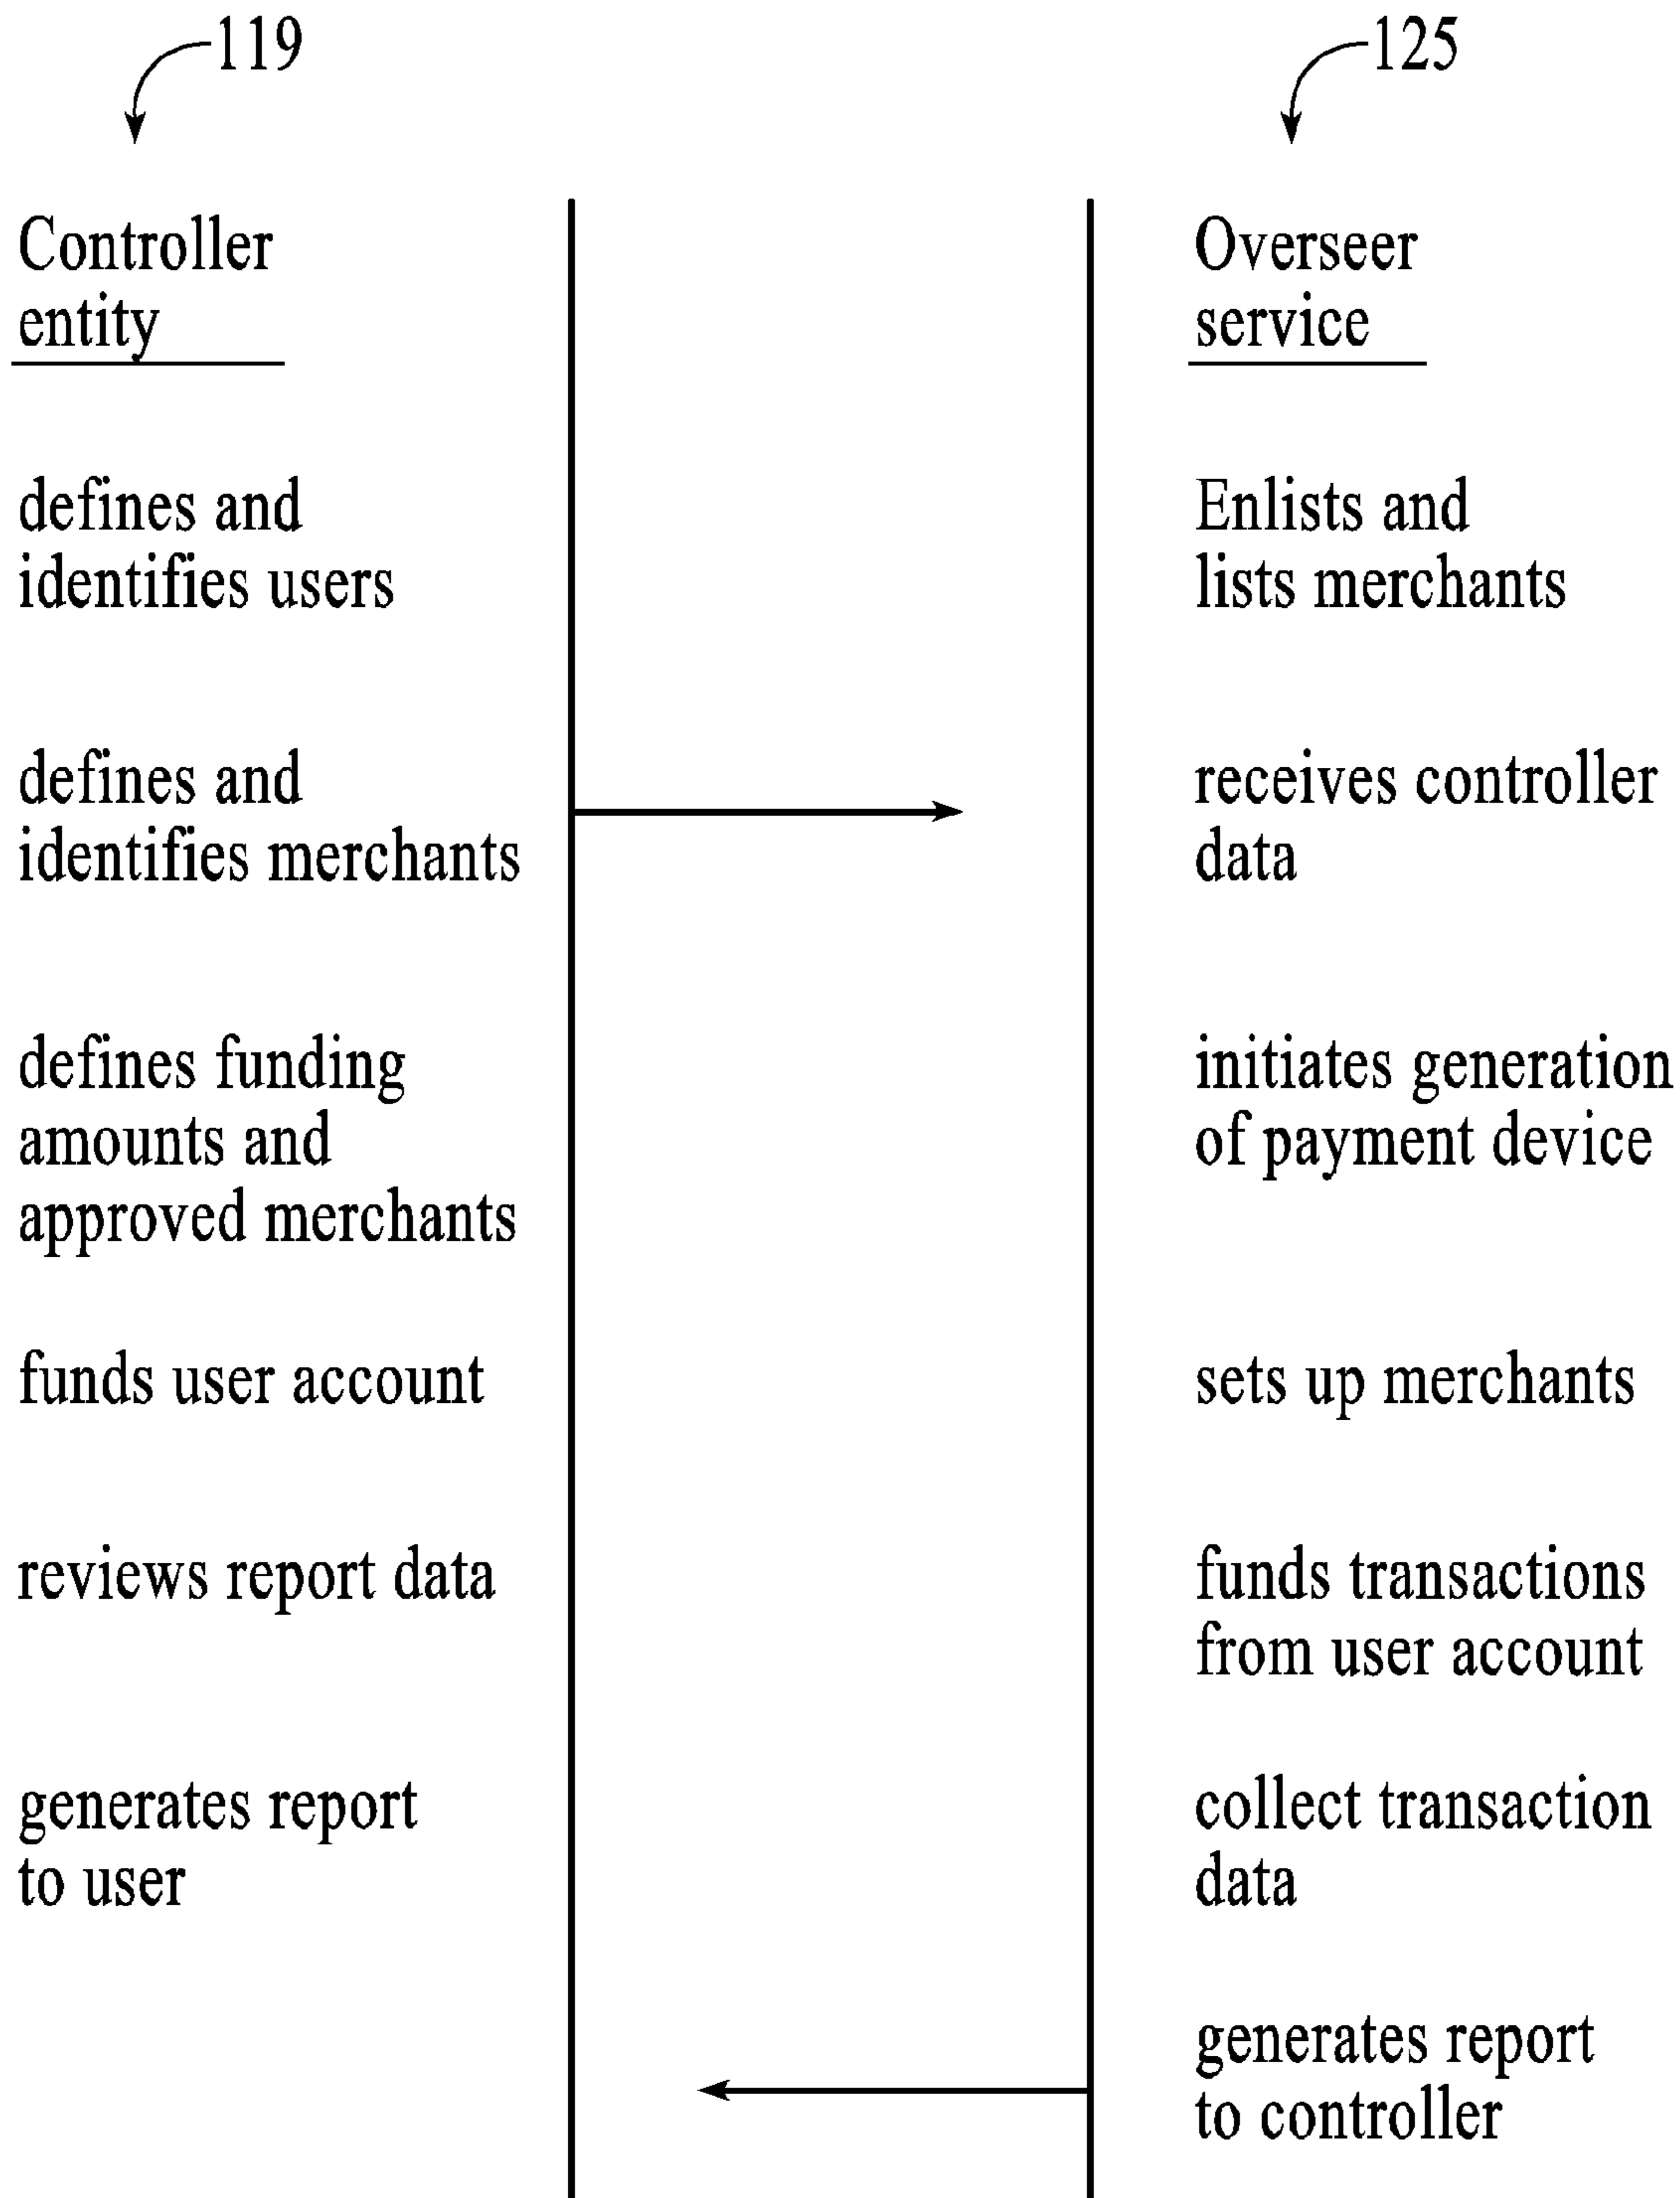 119
Controller
entity
defines and
identifies users
defines and
identifies merchants
defines funding
amounts and
approved merchants
funds user account
reviews report data
generates report
to user
125
Overseer
service
Enlists and
lists merchants
receives controller
data
initiates generation
of payment device
sets up merchants
funds transactions
from user account
collect transaction
data
generates report
to controller